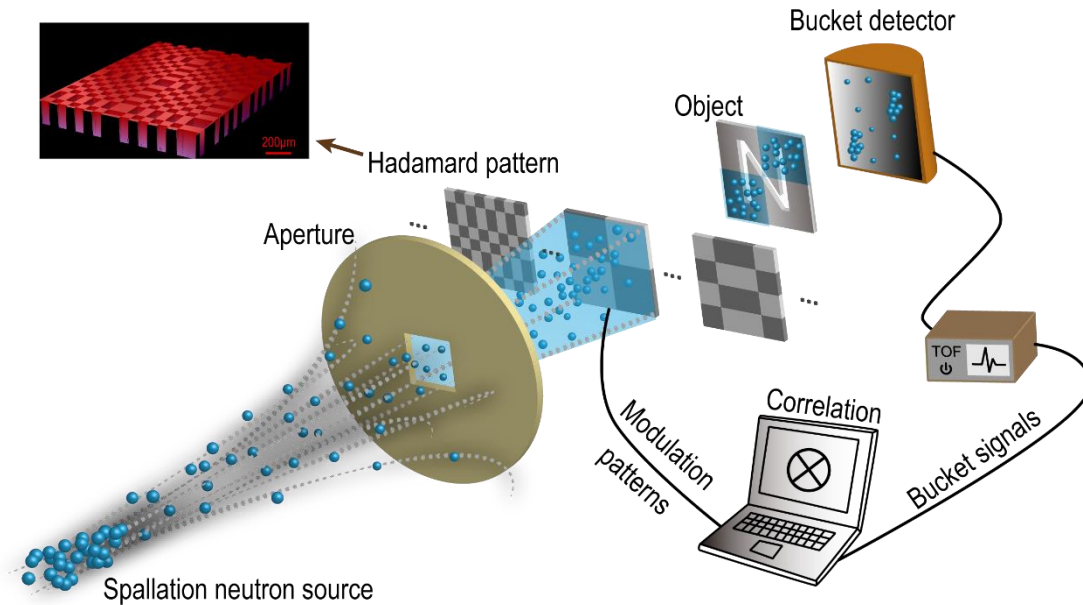 Bucket detector
Object
200μm
Hadamard pattern
Aperture
TOF
Correlation
Modulation
patterns
Bucket signals
Spallation neutron source